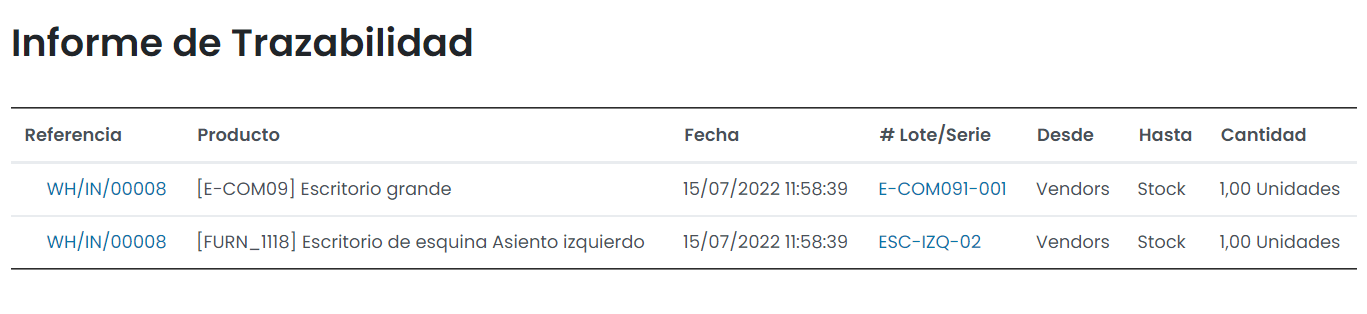 Informe de Trazabilidad
Referencia Producto Fecha # Lote/Serie Desde Hasta Cantidad
WH/IN/00008 [E-COM09] Escritorio grande 15/07/2022 11:58:39 E-COM091-001 Vendors Stock 1,00 Unidades
WH/IN/00008 [FURN_1118] Escritorio de esquina Asiento izquierdo 15/07/2022 11:58:39 ESC-IZQ-02 Vendors Stock 1,00 Unidades